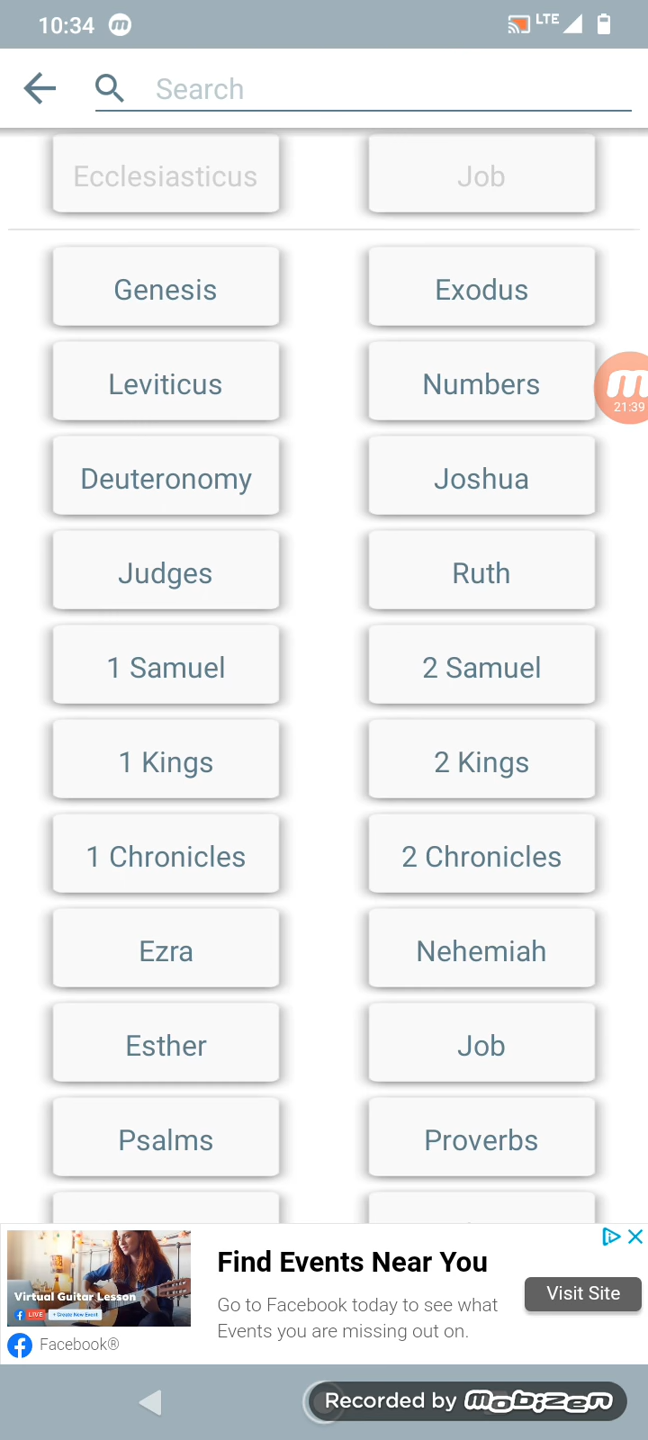 10:34 m LTE
Search
Ecclesiasticus Job
Genesis Exodus
Leviticus Numbers
21:39
Deuteronomy Joshua
Judges Ruth
1 Samuel 2 Samuel
1 Kings 2 Kings
1 Chronicles 2 Chronicles
Ezra Nehemiah
Esther Job
Psalms Proverbs
Find Events Near You
Virtual Guitar Lesson
Visit Site
Go to Facebook today to see what
Events you are missing out on.
LIVE + Create New Event
Facebook®
Recorded by mobizen